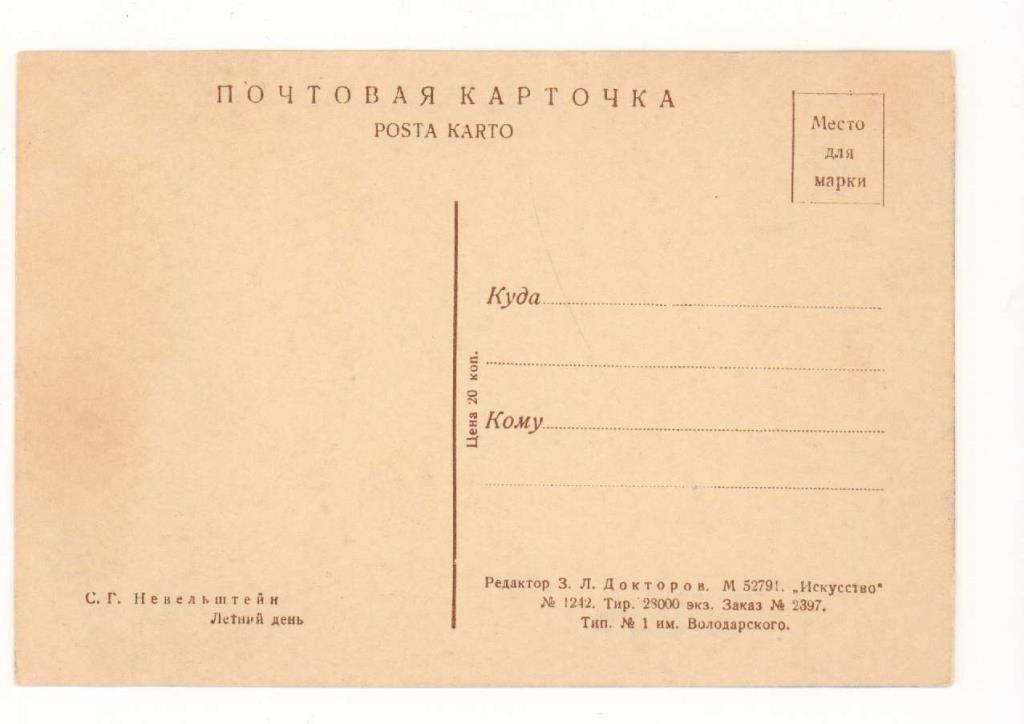 ПОЧТОВАЯ КАРТОЧКА
POSTA KARTO
Место
для
марки
Куда
Цена 20 коп.
Кому
С. Г. Невельштейн
Летний день
Редактор З. Л. Докторов. М 52791. „Искусство“
№ 1242. Тир. 28000 экз. Заказ № 2397.
Тип. № 1 им. Володарского.